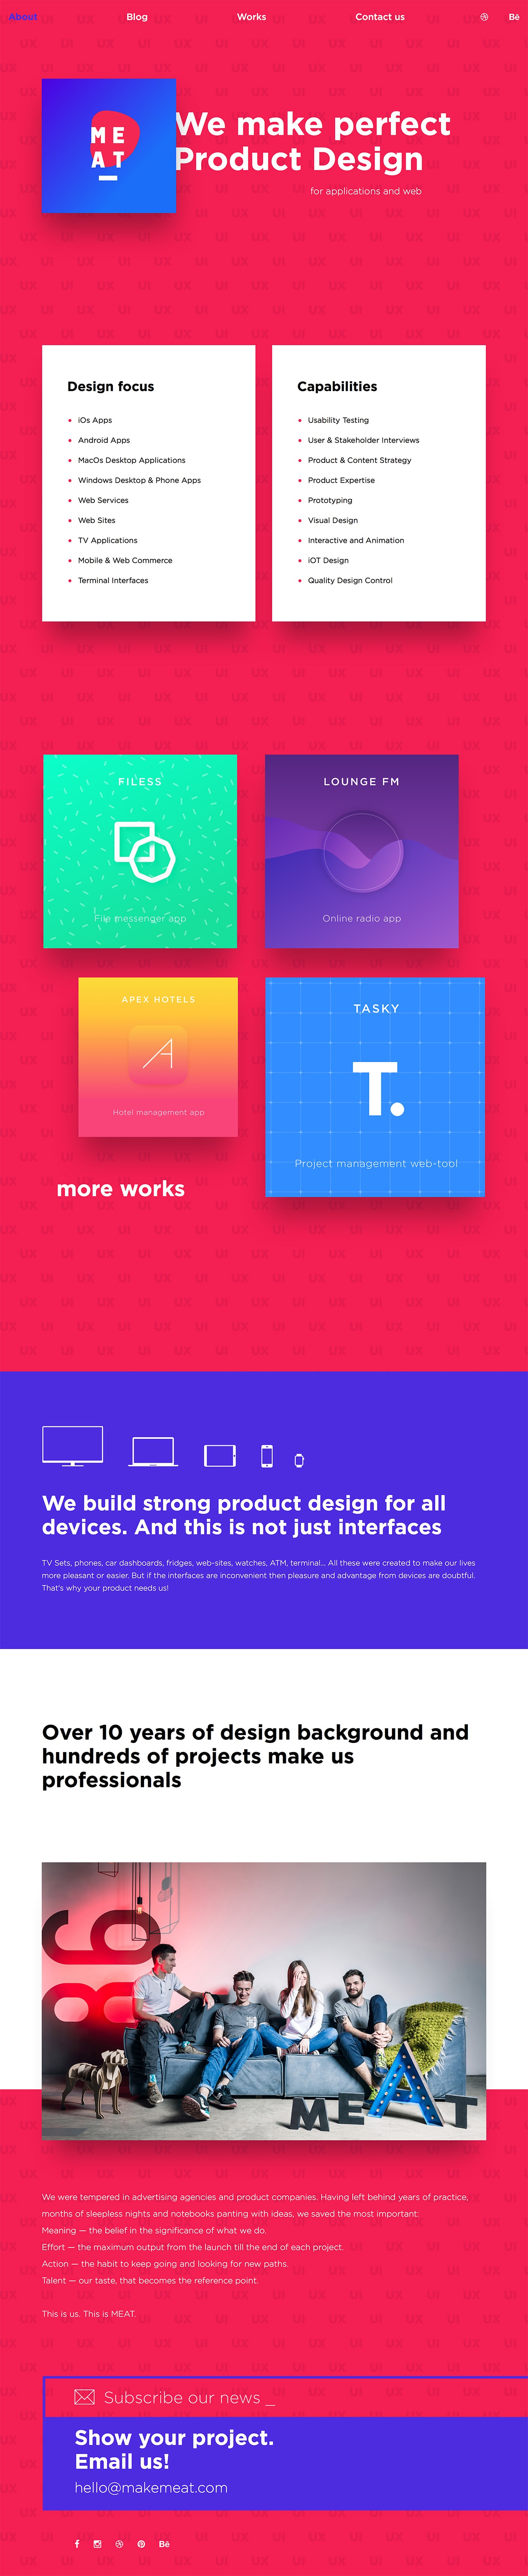 About Blog Works Contact us Bē
ME
AT
We make perfect
Product Design
for applications and web
Design focus
iOs Apps
Android Apps
MacOs Desktop Applications
Windows Desktop & Phone Apps
Web Services
Web Sites
TV Applications
Mobile & Web Commerce
Terminal Interfaces
Capabilities
Usability Testing
User & Stakeholder Interviews
Product & Content Strategy
Product Expertise
Prototyping
Visual Design
Interactive and Animation
iOT Design
Quality Design Control
FILESS
File messenger app
LOUNGE FM
Online radio app
APEX HOTELS
A
Hotel management app
TASKY
T.
Project management web-tool
more works
We build strong product design for all
devices. And this is not just interfaces
TV Sets, phones, car dashboards, fridges, web-sites, watches, ATM, terminal... All these were created to make our lives
more pleasant or easier. But if the interfaces are inconvenient then pleasure and advantage from devices are doubtful.
That's why your product needs us!
Over 10 years of design background and
hundreds of projects make us
professionals
MEAT
We were tempered in advertising agencies and product companies. Having left behind years of practice,
months of sleepless nights and notebooks panting with ideas, we saved the most important:
Meaning — the belief in the significance of what we do.
Effort — the maximum output from the launch till the end of each project.
Action — the habit to keep going and looking for new paths.
Talent — our taste, that becomes the reference point.
This is us. This is MEAT.
Subscribe our news _
Show your project.
Email us!
hello@makemeat.com
Bē